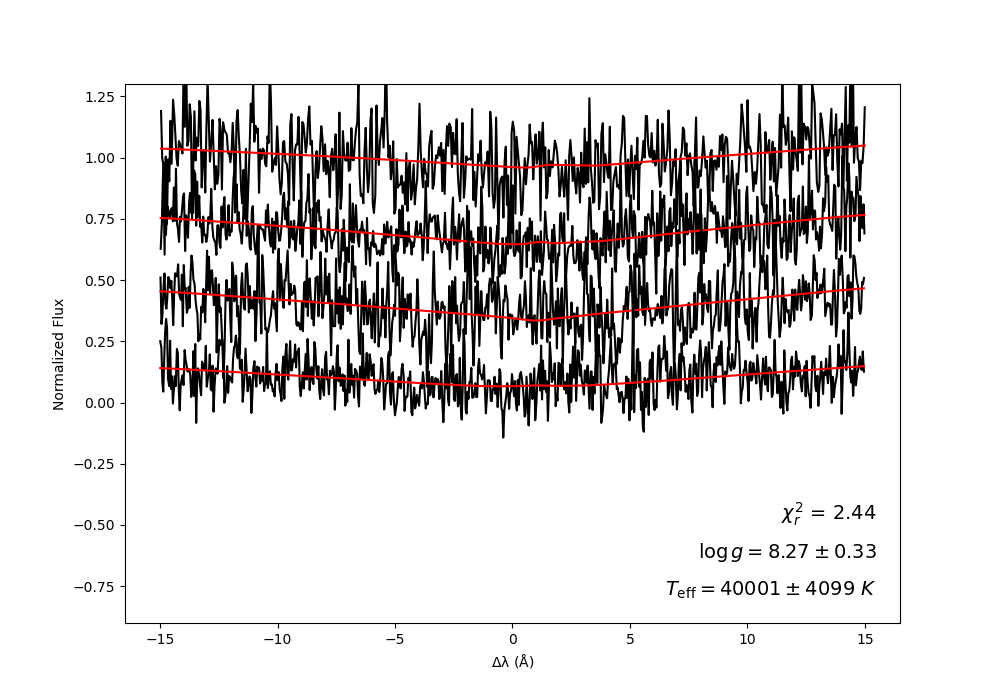 Normalized Flux
1.25
1.00
0.75
0.50
0.25
0.00
−0.25
−0.50
−0.75
χ²ᵣ = 2.44
log g = 8.27 ± 0.33
T_eff = 40001 ± 4099 K
−15 −10 −5 0 5 10 15
Δλ (Å)